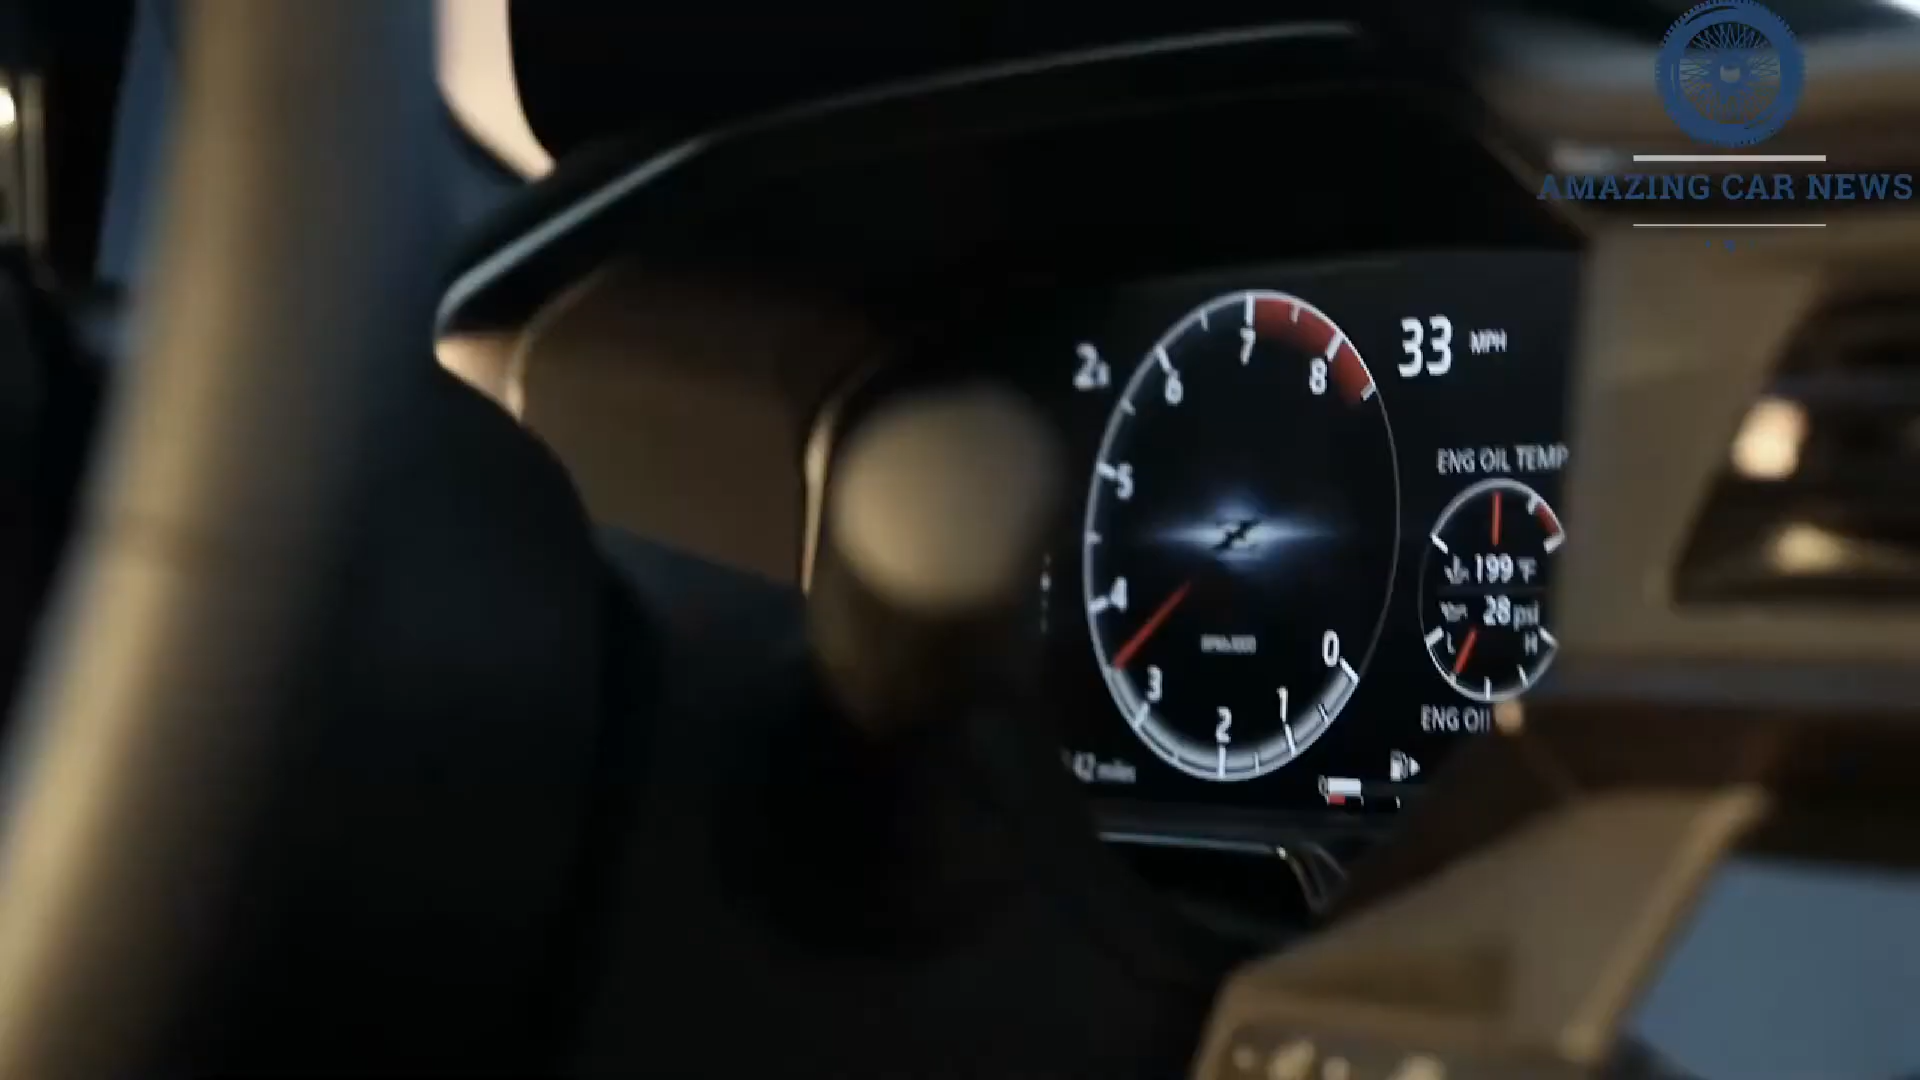 AMAZING CAR NEWS
33 MPH
7
8
6
5
4
3
2
1
0
ENG OIL TEMP
199 °F
28 psi
L H
ENG OIL
miles